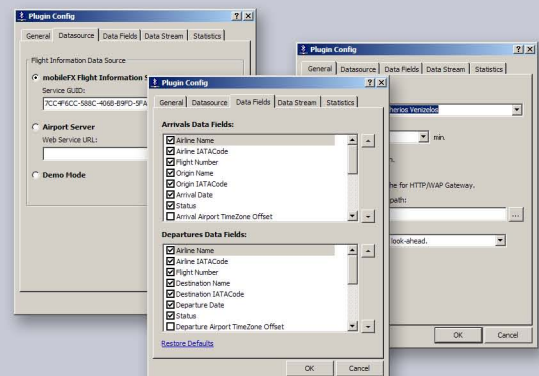 Plugin Config
General Datasource Data Fields Data Stream Statistics
Flight Information Data Source
mobileFX Flight Information S
Service GUID:
7CC4F6CC-588C-406B-B9FD-5FA
Airport Server
Web Service URL:
Demo Mode
Plugin Config
General Datasource Data Fields Data Stream Statistics
Arrivals Data Fields:
Airline Name
Airline IATACode
Flight Number
Origin Name
Origin IATACode
Arrival Date
Status
Arrival Airport TimeZone Offset
Departures Data Fields:
Airline Name
Airline IATACode
Flight Number
Destination Name
Destination IATACode
Departure Date
Status
Departure Airport TimeZone Offset
Restore Defaults
OK Cancel
Plugin Config
General Datasource Data Fields Data Stream Statistics
herios Venizelos
min.
n.
he for HTTP/WAP Gateway.
path:
...
look-ahead.
OK Cancel